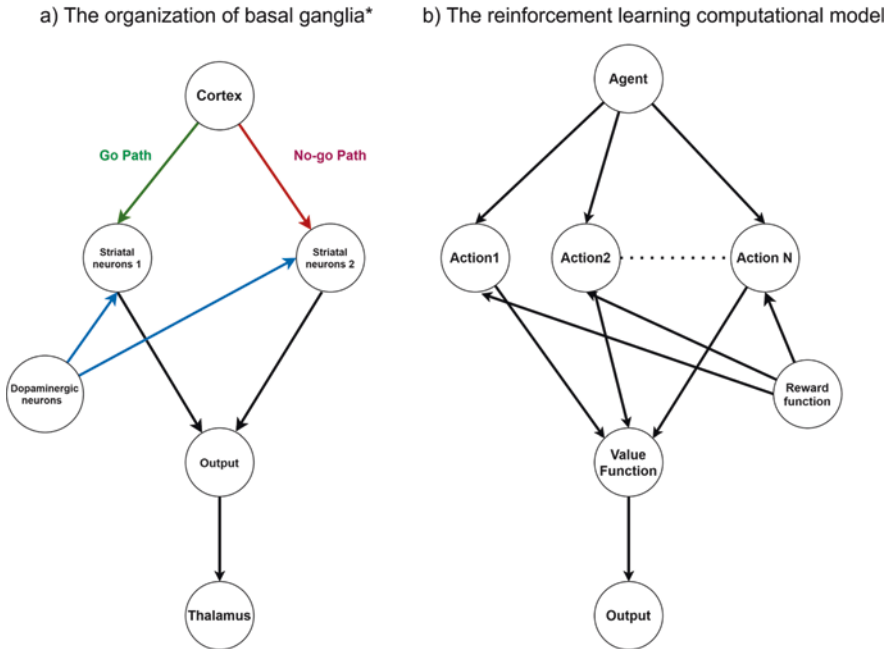 a) The organization of basal ganglia*
Cortex
Go Path
No-go Path
Striatal
neurons 1
Striatal
neurons 2
Dopaminergic
neurons
Output
Thalamus
b) The reinforcement learning computational model
Agent
Action1
Action2
Action N
Reward
function
Value
Function
Output